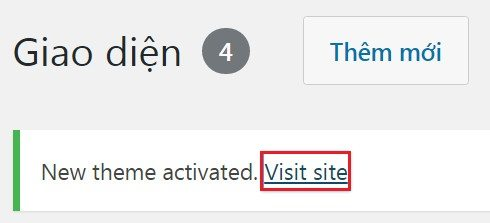 Giao diện 4 Thêm mới
New theme activated. Visit site